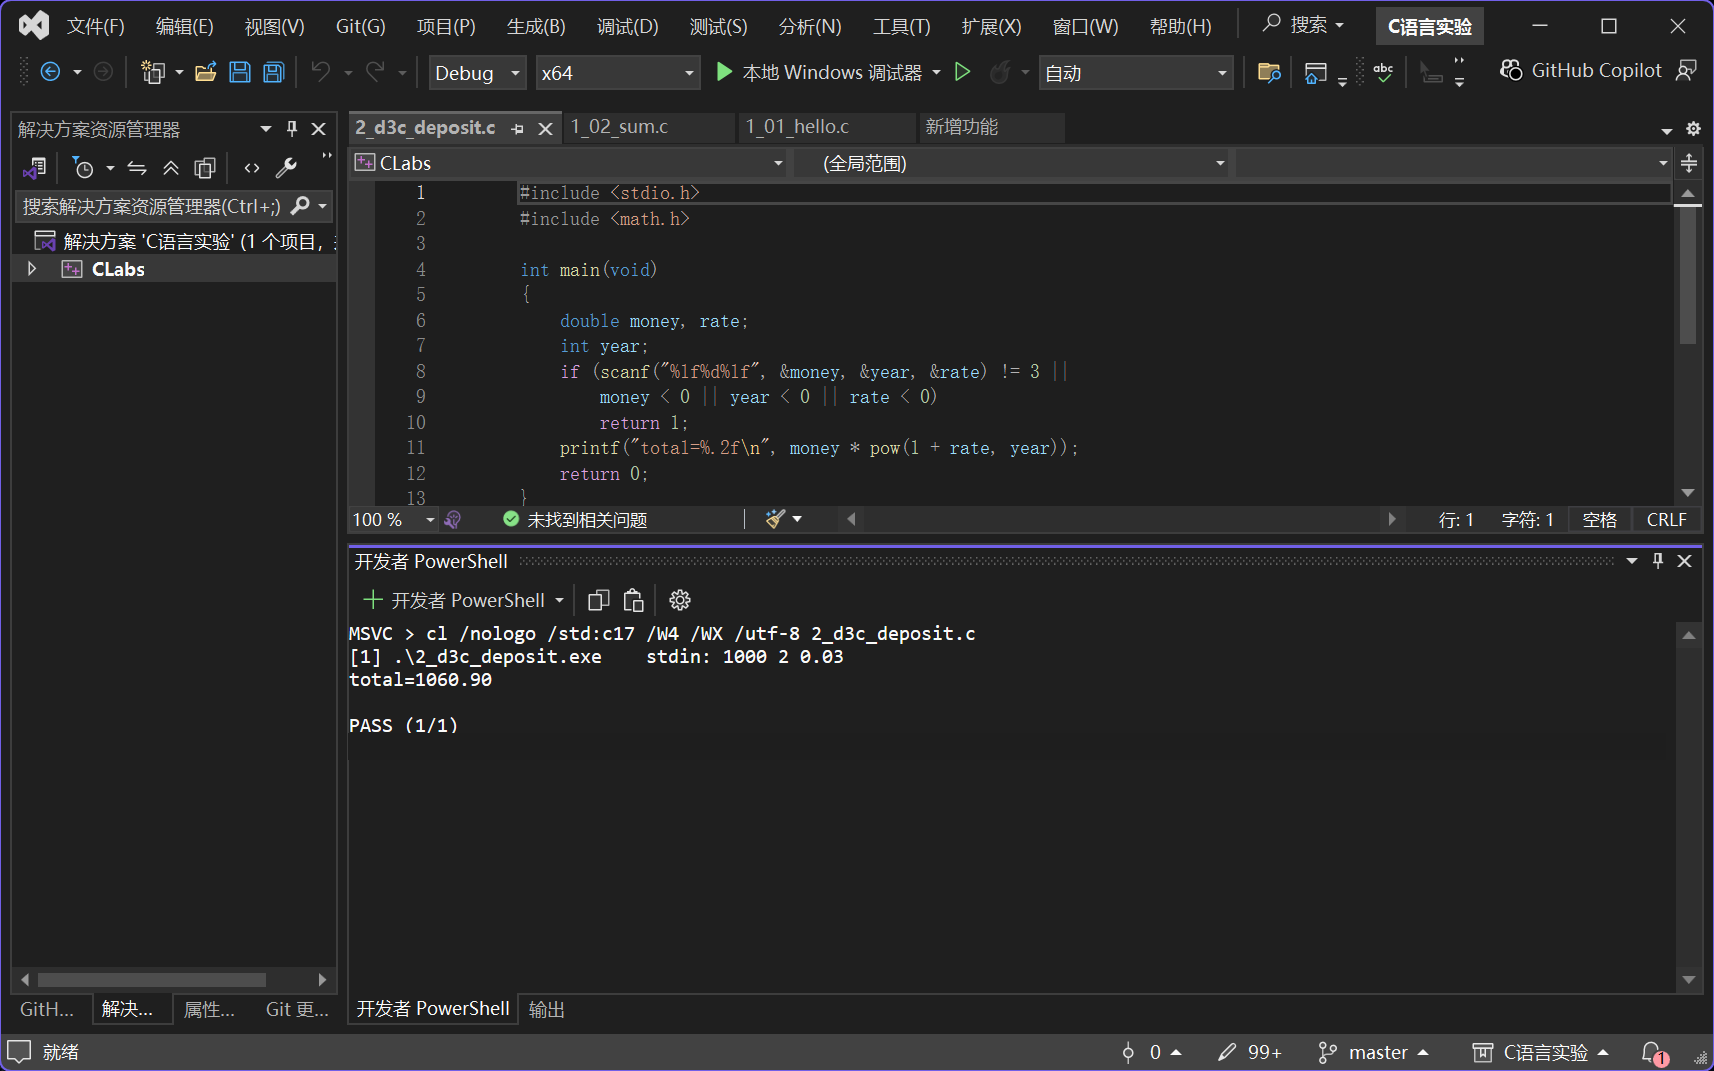 文件(F) 编辑(E) 视图(V) Git(G) 项目(P) 生成(B) 调试(D) 测试(S) 分析(N) 工具(T) 扩展(X) 窗口(W) 帮助(H) 搜索 C语言实验
Debug x64 本地 Windows 调试器 自动 abc GitHub Copilot
解决方案资源管理器
搜索解决方案资源管理器(Ctrl+;)
解决方案 'C语言实验' (1 个项目,
CLabs
2_d3c_deposit.c 1_02_sum.c 1_01_hello.c 新增功能
CLabs (全局范围)
1 #include <stdio.h>
2 #include <math.h>
3
4 int main(void)
5 {
6 double money, rate;
7 int year;
8 if (scanf("%lf%d%lf", &money, &year, &rate) != 3 ||
9 money < 0 || year < 0 || rate < 0)
10 return 1;
11 printf("total=%.2f\n", money * pow(1 + rate, year));
12 return 0;
13 }
100 % 未找到相关问题 行: 1 字符: 1 空格 CRLF
开发者 PowerShell
开发者 PowerShell
MSVC > cl /nologo /std:c17 /W4 /WX /utf-8 2_d3c_deposit.c
[1] .\2_d3c_deposit.exe stdin: 1000 2 0.03
total=1060.90
PASS (1/1)
GitH... 解决... 属性... Git 更... 开发者 PowerShell 输出
就绪 0 99+ master C语言实验 1